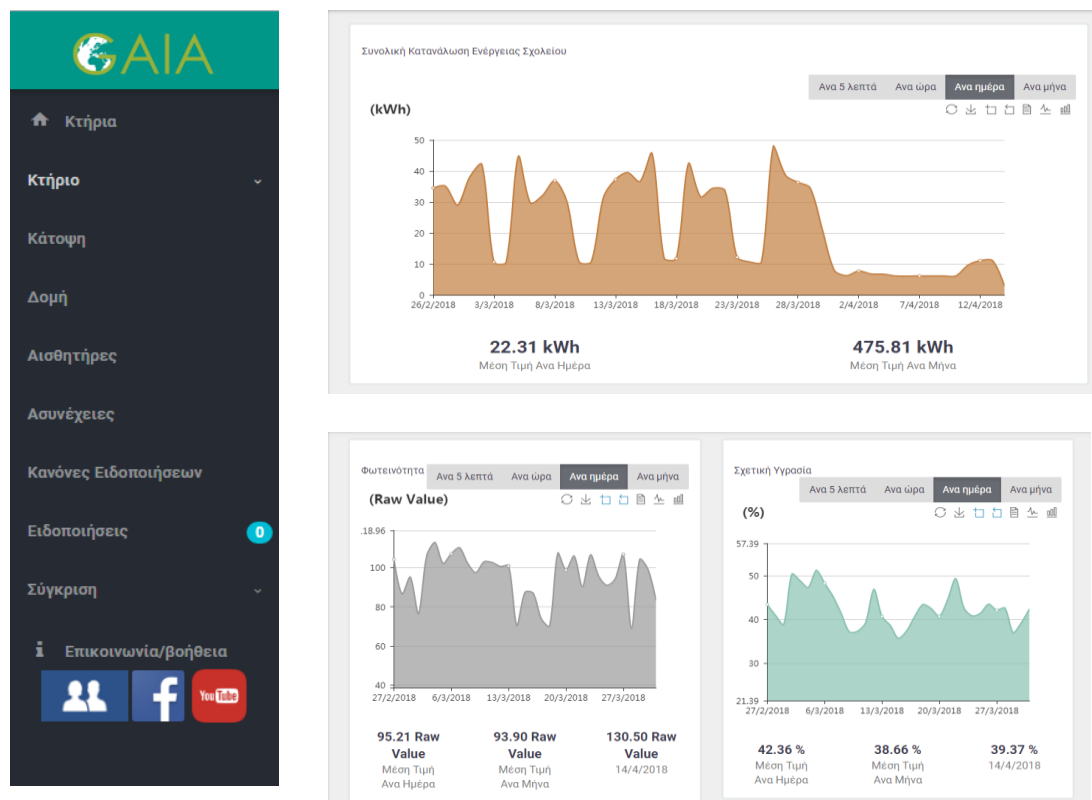 GAIA
Κτήρια
Κτήριο
Κάτοψη
Δομή
Αισθητήρες
Ασυνέχειες
Κανόνες Ειδοποιήσεων
Ειδοποιήσεις 0
Σύγκριση
Επικοινωνία/βοήθεια
You Tube
Συνολική Κατανάλωση Ενέργειας Σχολείου
Ανα 5 λεπτά Ανα ώρα Ανα ημέρα Ανα μήνα
(kWh)
50
40
30
20
10
0
26/2/2018 3/3/2018 8/3/2018 13/3/2018 18/3/2018 23/3/2018 28/3/2018 2/4/2018 7/4/2018 12/4/2018
22.31 kWh 475.81 kWh
Μέση Τιμή Ανα Ημέρα Μέση Τιμή Ανα Μήνα
Φωτεινότητα
Ανα 5 λεπτά Ανα ώρα Ανα ημέρα Ανα μήνα
(Raw Value)
18.96
100
80
60
40
27/2/2018 6/3/2018 13/3/2018 20/3/2018 27/3/2018
95.21 Raw 93.90 Raw 130.50 Raw
Value Value Value
Μέση Τιμή Μέση Τιμή 14/4/2018
Ανα Ημέρα Ανα Μήνα
Σχετική Υγρασία
Ανα 5 λεπτά Ανα ώρα Ανα ημέρα Ανα μήνα
(%)
57.39
50
40
30
21.39
27/2/2018 6/3/2018 13/3/2018 20/3/2018 27/3/2018
42.36 % 38.66 % 39.37 %
Μέση Τιμή Μέση Τιμή 14/4/2018
Ανα Ημέρα Ανα Μήνα